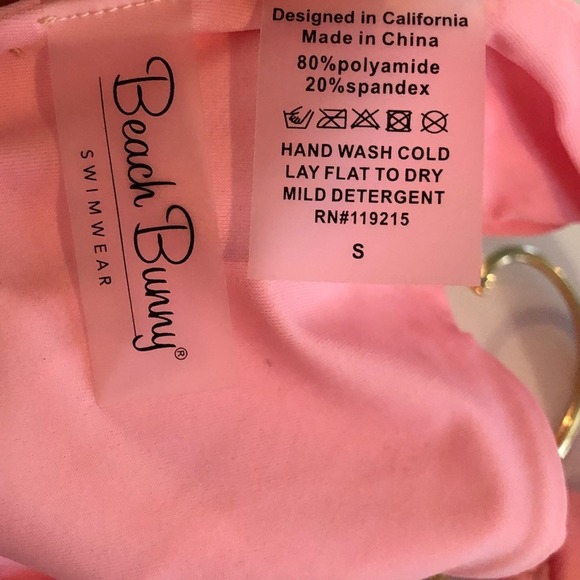 Beach Bunny®
SWIMWEAR
Designed in California
Made in China
80%polyamide
20%spandex
HAND WASH COLD
LAY FLAT TO DRY
MILD DETERGENT
RN#119215
S